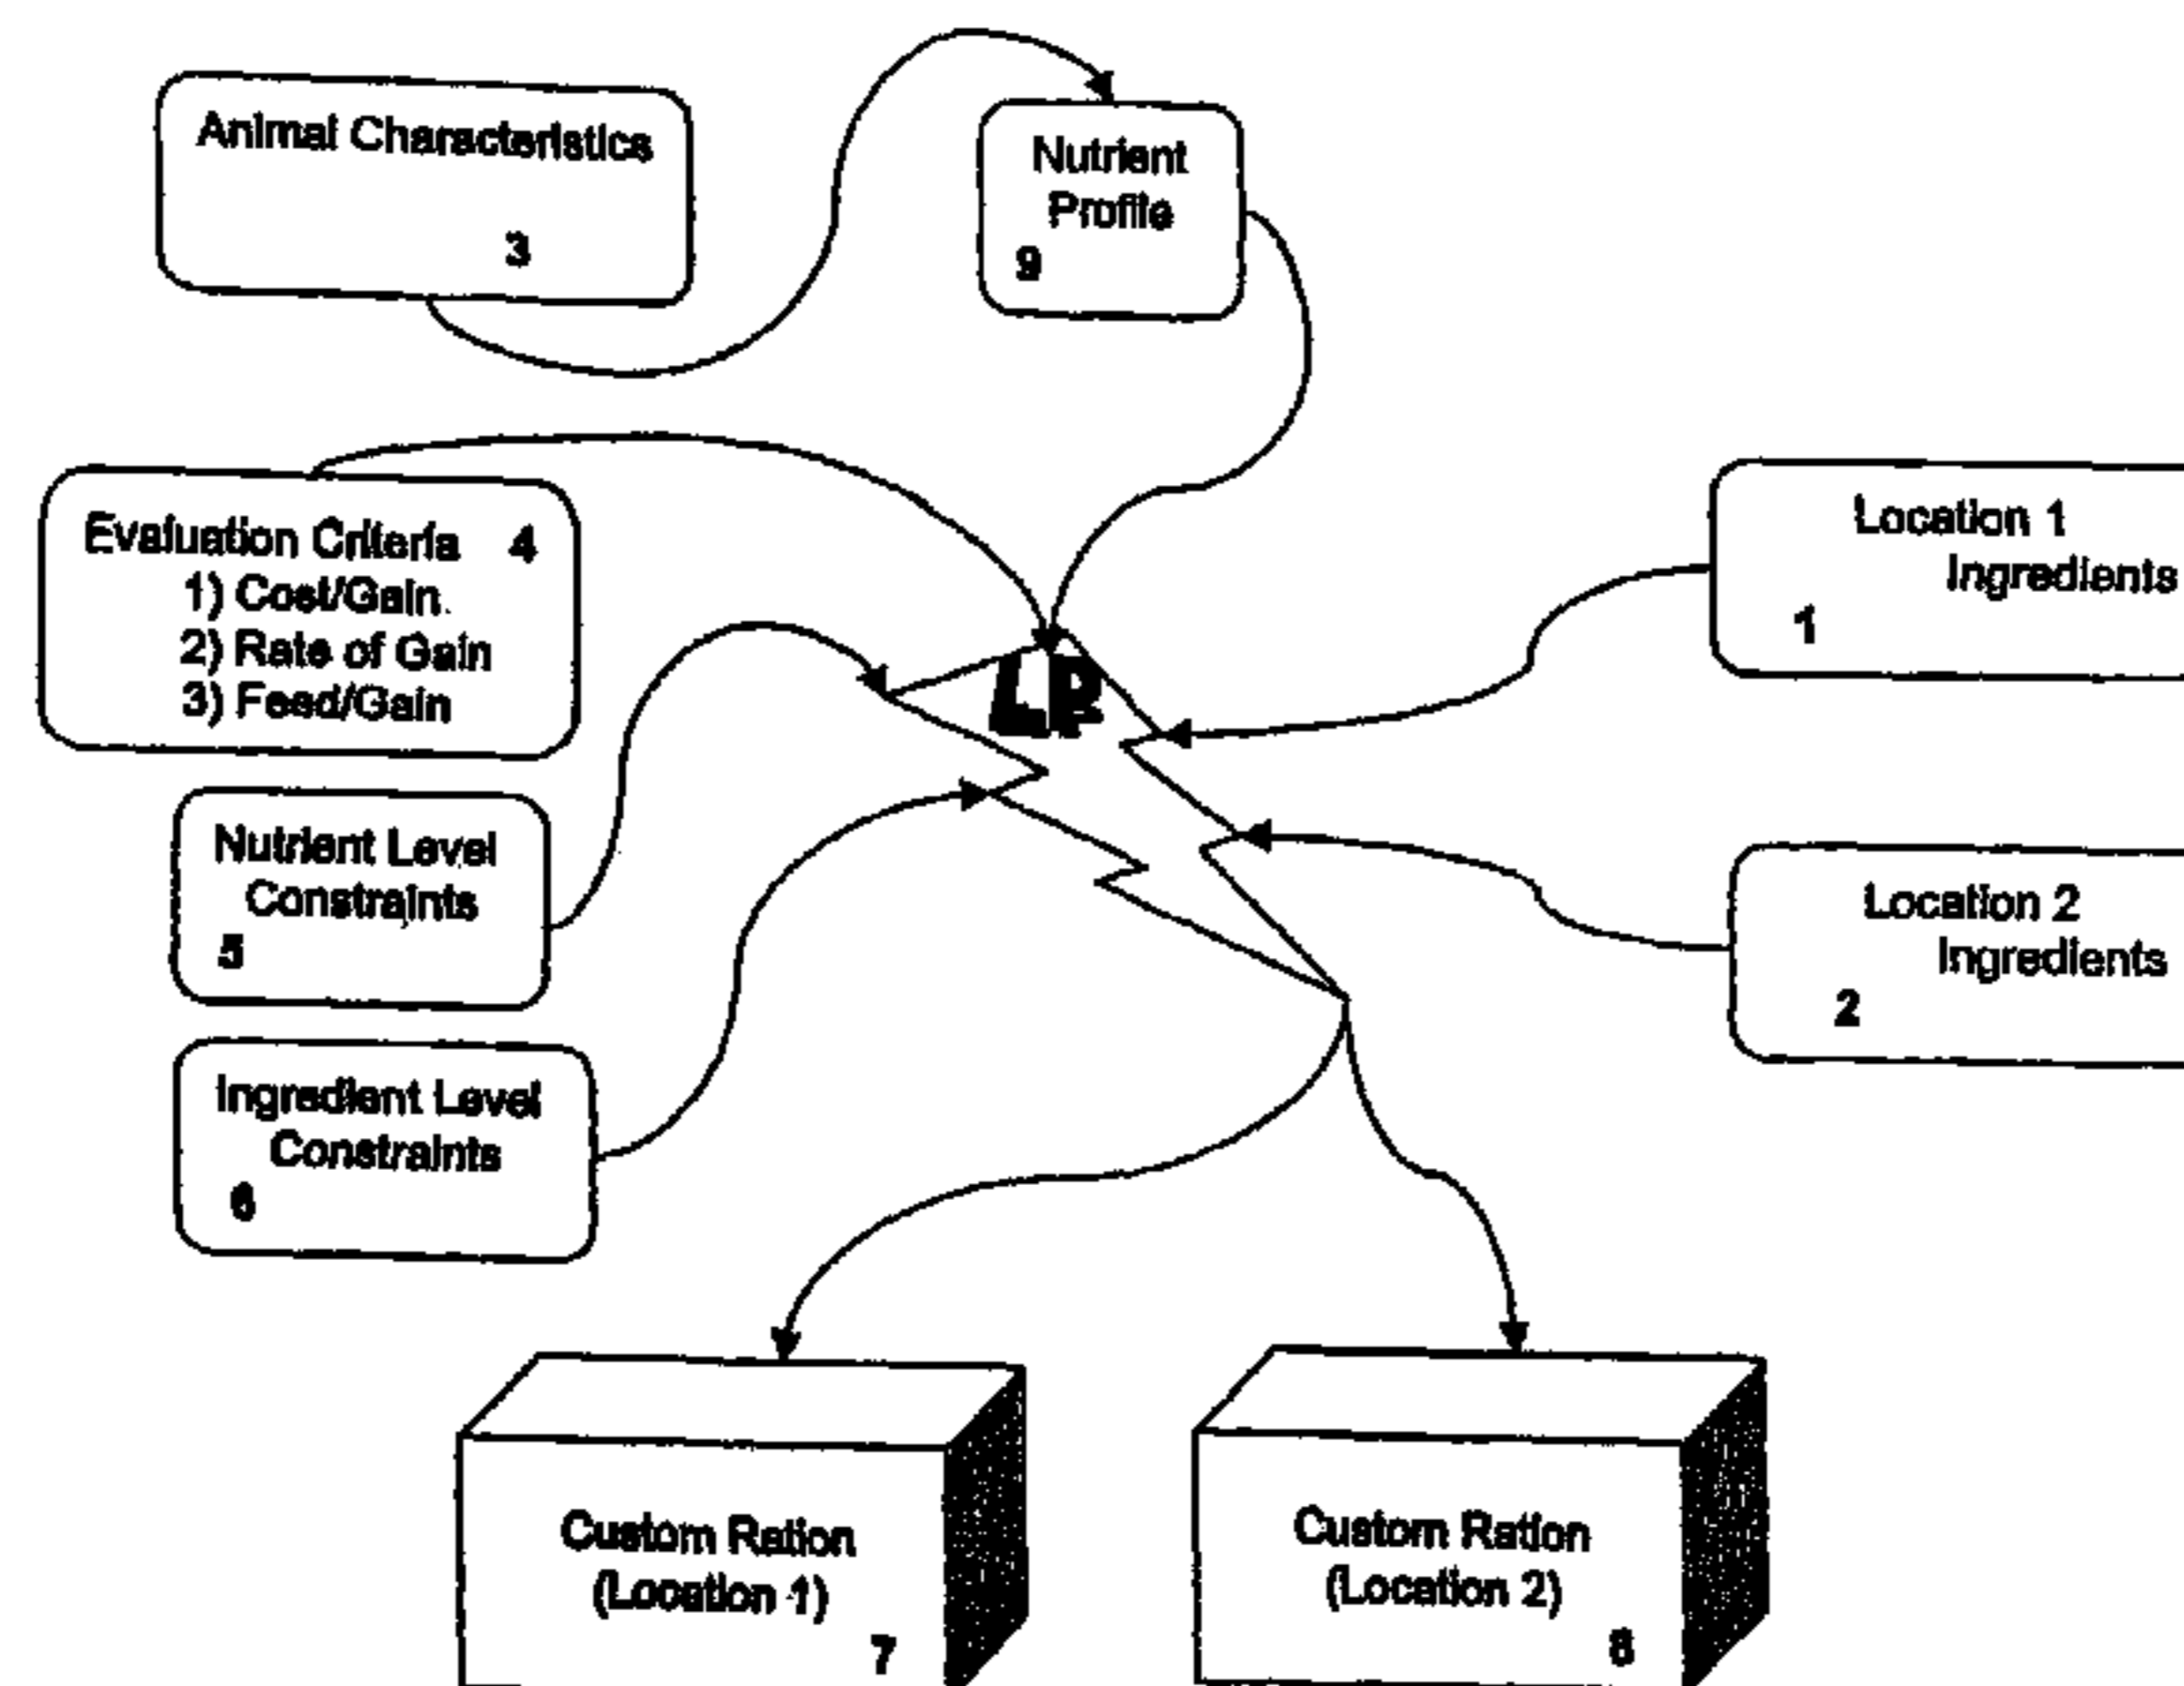 Animal Characteristics
3
Nutrient
Profile
9
Evaluation Criteria 4
1) Cost/Gain
2) Rate of Gain
3) Feed/Gain
LP
Location 1
Ingredients
1
Nutrient Level
Constraints
5
Location 2
Ingredients
2
Ingredient Level
Constraints
6
Custom Ration
(Location 1)
7
Custom Ration
(Location 2)
8